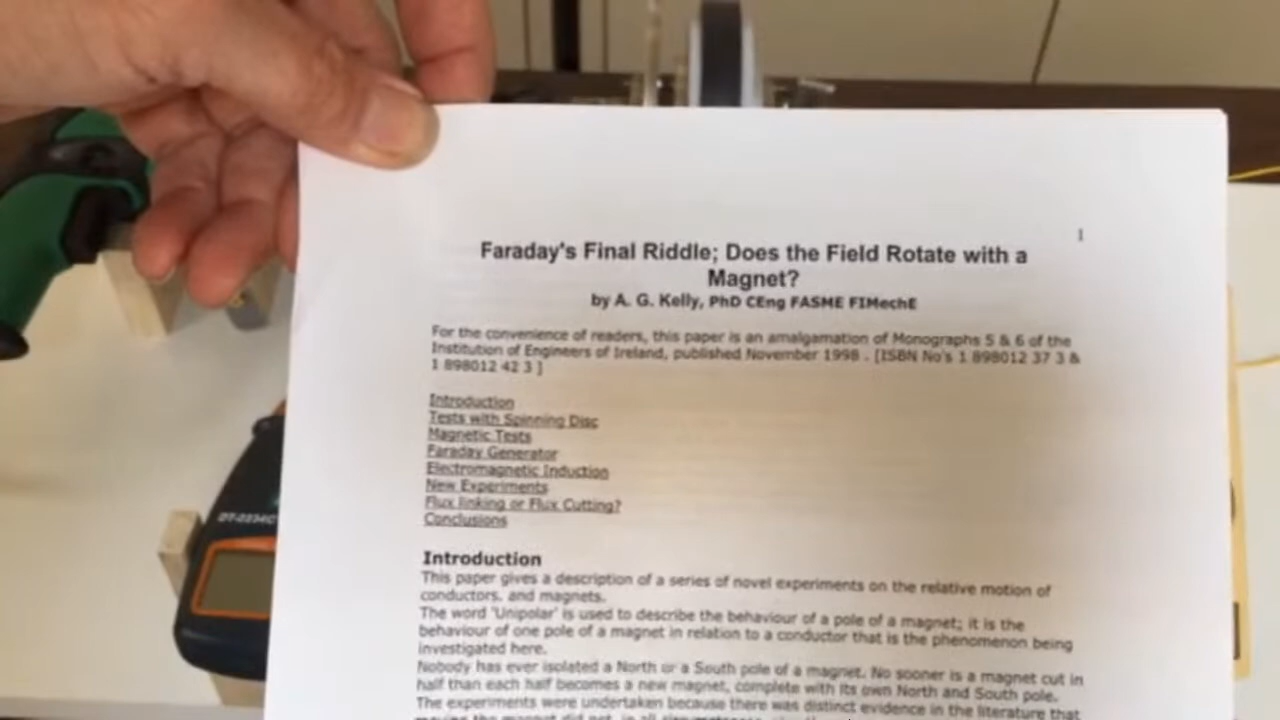 1
Faraday's Final Riddle; Does the Field Rotate with a
Magnet?
by A. G. Kelly, PhD CEng FASME FIMechE
For the convenience of readers, this paper is an amalgamation of Monographs 5 & 6 of the
Institution of Engineers of Ireland, published November 1998 . [ISBN No's 1 898012 37 3 &
1 898012 42 3 ]
Introduction
Tests with Spinning Disc
Magnetic Tests
Faraday Generator
Electromagnetic Induction
New Experiments
Flux linking or Flux Cutting?
Conclusions
Introduction
This paper gives a description of a series of novel experiments on the relative motion of
conductors. and magnets.
The word 'Unipolar' is used to describe the behaviour of a pole of a magnet; it is the
behaviour of one pole of a magnet in relation to a conductor that is the phenomenon being
investigated here.
Nobody has ever isolated a North or a South pole of a magnet. No sooner is a magnet cut in
half than each half becomes a new magnet, complete with its own North and South pole.
The experiments were undertaken because there was distinct evidence in the literature that
DT-2234C